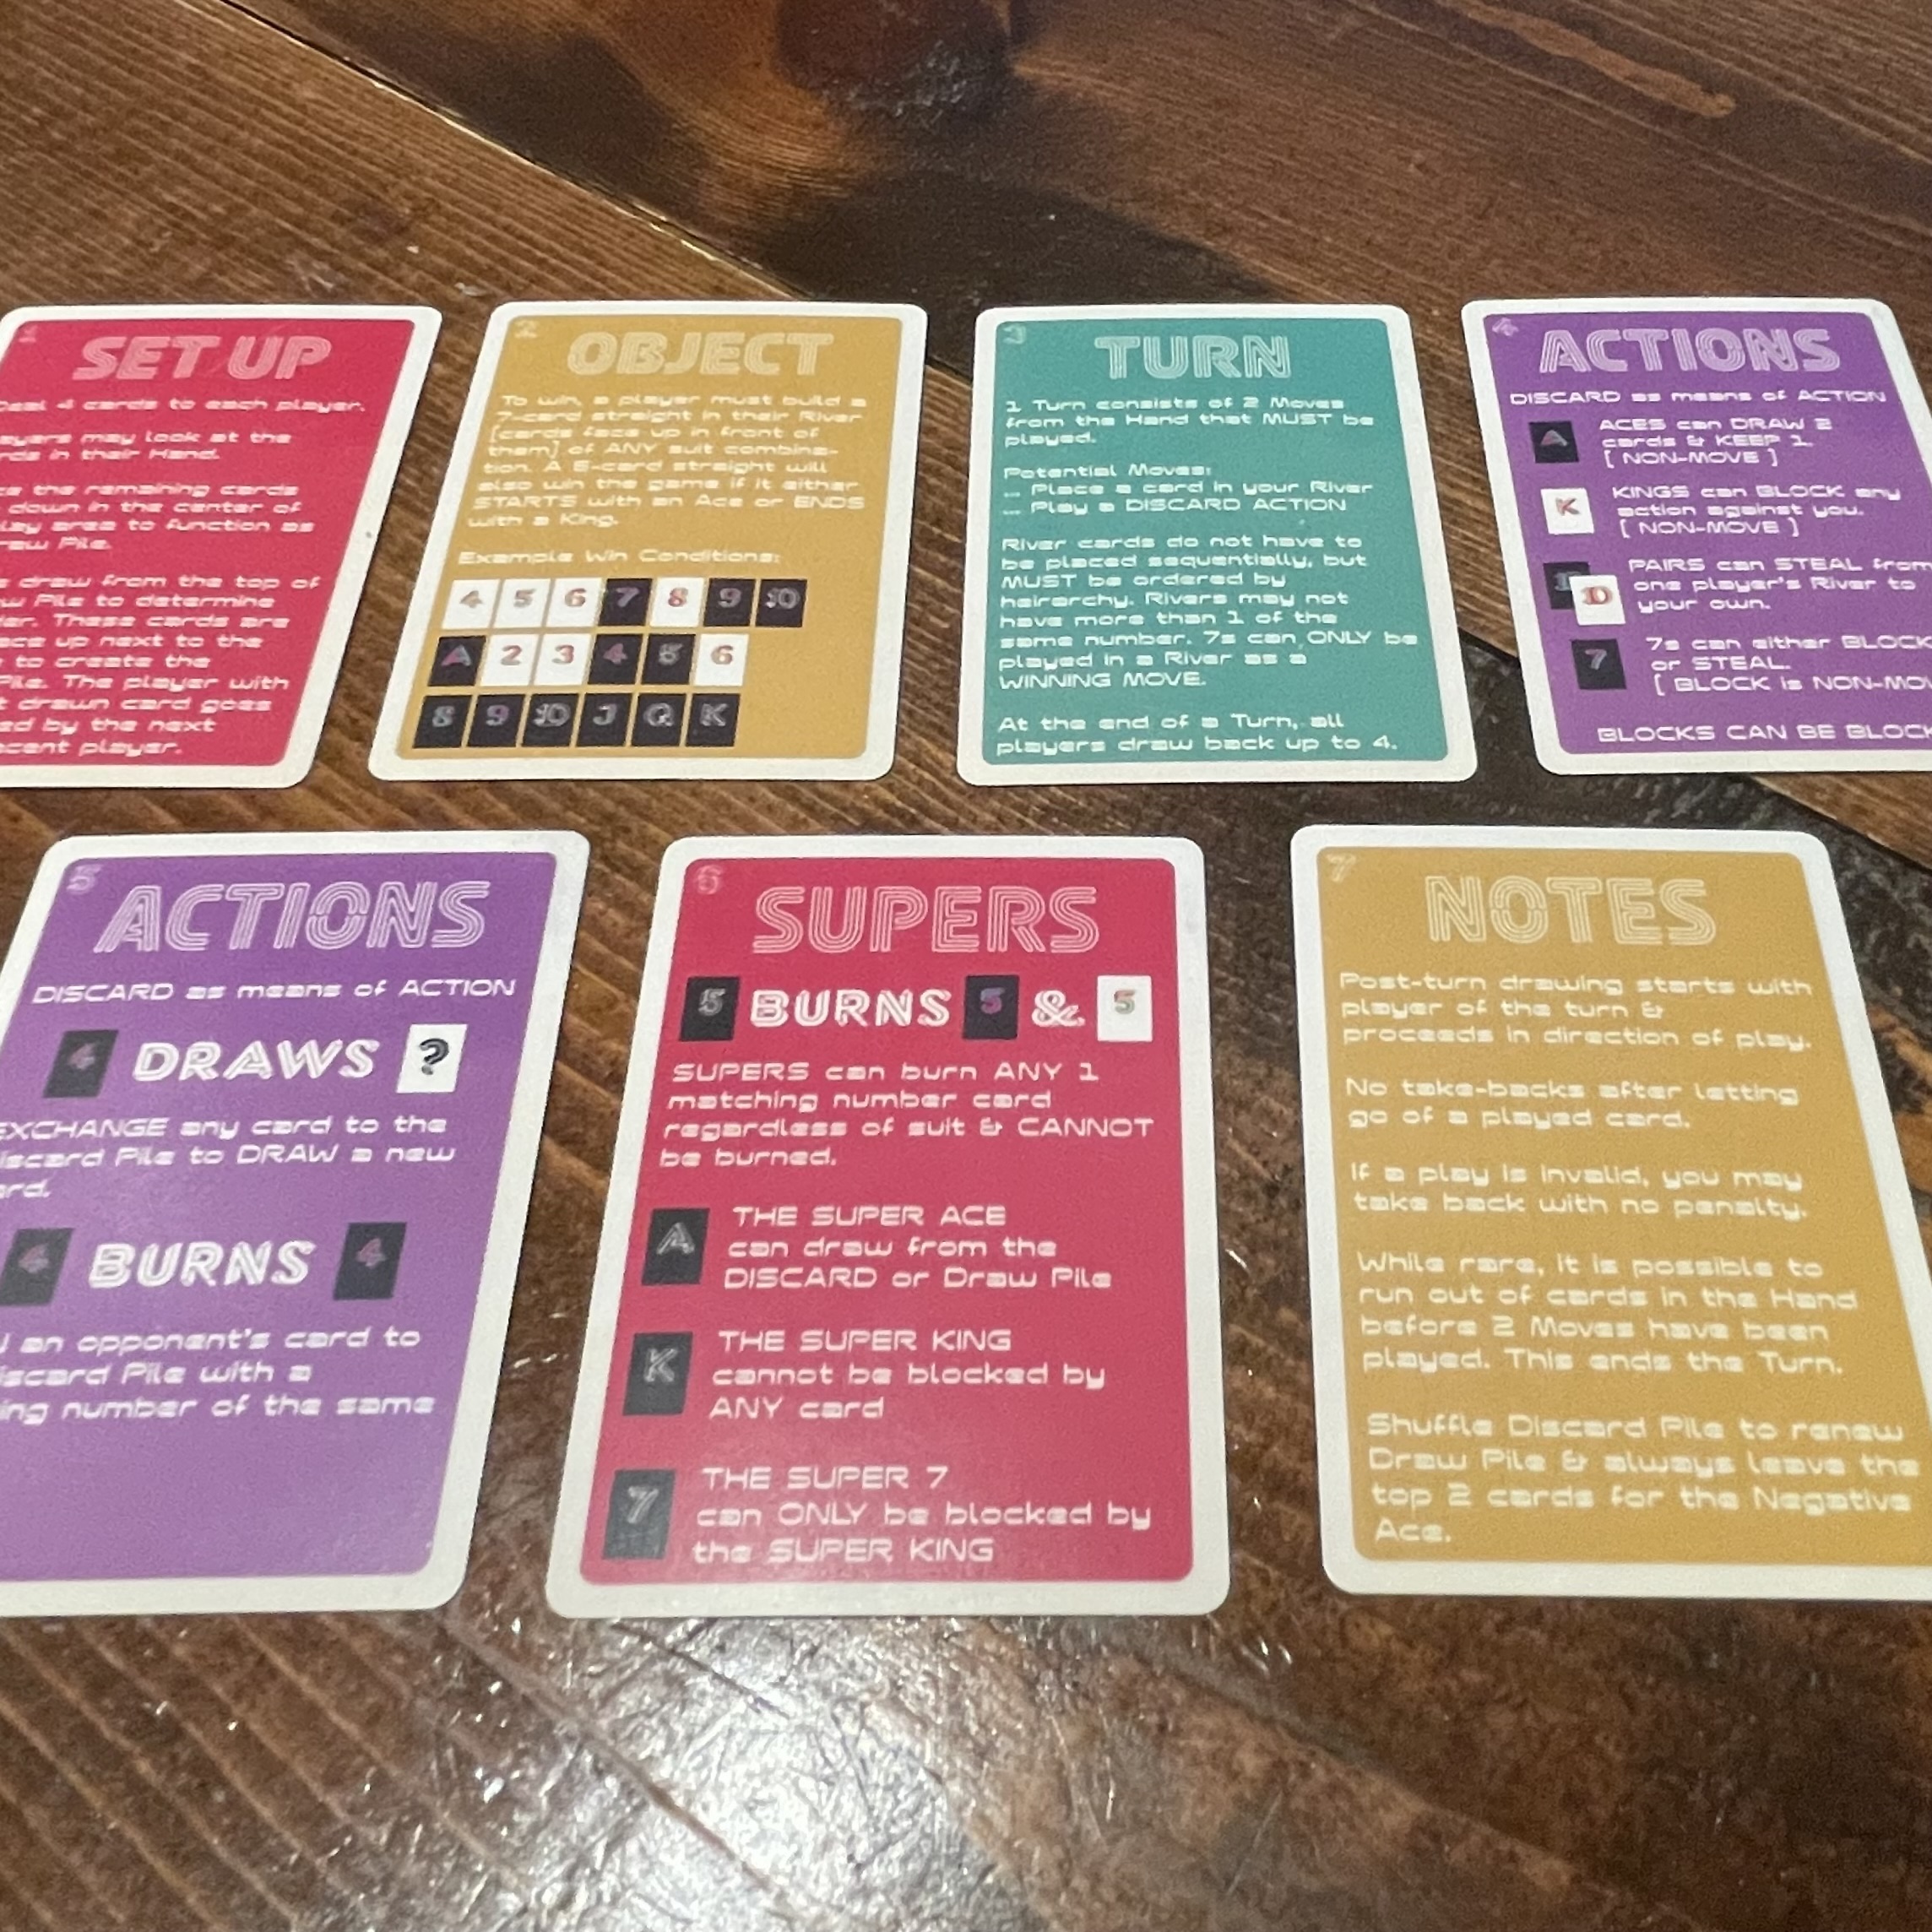 1
SET UP
Deal 4 cards to each player.
ayers may look at the
rds in their Hand.
the remaining cards
down in the center of
lay area to function as
raw Pile.
s draw from the top of
w Pile to determine
der. These cards are
ace up next to the
to create the
Pile. The player with
t drawn card goes
ed by the next
acent player.
2
OBJECT
To win, a player must build a
7-card straight in their River
[cards face up in front of
them] of ANY suit combina-
tion. A 6-card straight will
also win the game if it either
STARTS with an Ace or ENDS
with a King.
Example Win Conditions:
4 5 6 7 8 9 10
A 2 3 4 5 6
8 9 10 J Q K
3
TURN
1 Turn consists of 2 Moves
from the Hand that MUST be
played.
Potential Moves:
... Place a card in your River
... Play a DISCARD ACTION
River cards do not have to
be placed sequentially, but
MUST be ordered by
heirarchy. Rivers may not
have more than 1 of the
same number. 7s can ONLY be
played in a River as a
WINNING MOVE.
At the end of a Turn, all
players draw back up to 4.
4
ACTIONS
DISCARD as means of ACTION
A
ACES can DRAW 2
cards & KEEP 1.
[ NON-MOVE ]
K
KINGS can BLOCK any
action against you.
[ NON-MOVE ]
10
PAIRS can STEAL from
one player's River to
your own.
7
7s can either BLOCK
or STEAL.
[ BLOCK is NON-MOV
BLOCKS CAN BE BLOCK
5
ACTIONS
DISCARD as means of ACTION
4 DRAWS ?
EXCHANGE any card to the
iscard Pile to DRAW a new
ard.
4 BURNS 4
an opponent's card to
iscard Pile with a
ing number of the same
6
SUPERS
5 BURNS 5 & 5
SUPERS can burn ANY 1
matching number card
regardless of suit & CANNOT
be burned.
A
THE SUPER ACE
can draw from the
DISCARD or Draw Pile
K
THE SUPER KING
cannot be blocked by
ANY card
7
THE SUPER 7
can ONLY be blocked by
the SUPER KING
7
NOTES
Post-turn drawing starts with
player of the turn &
proceeds in direction of play.
No take-backs after letting
go of a played card.
If a play is invalid, you may
take back with no penalty.
While rare, it is possible to
run out of cards in the Hand
before 2 Moves have been
played. This ends the Turn.
Shuffle Discard Pile to renew
Draw Pile & always leave the
top 2 cards for the Negative
Ace.